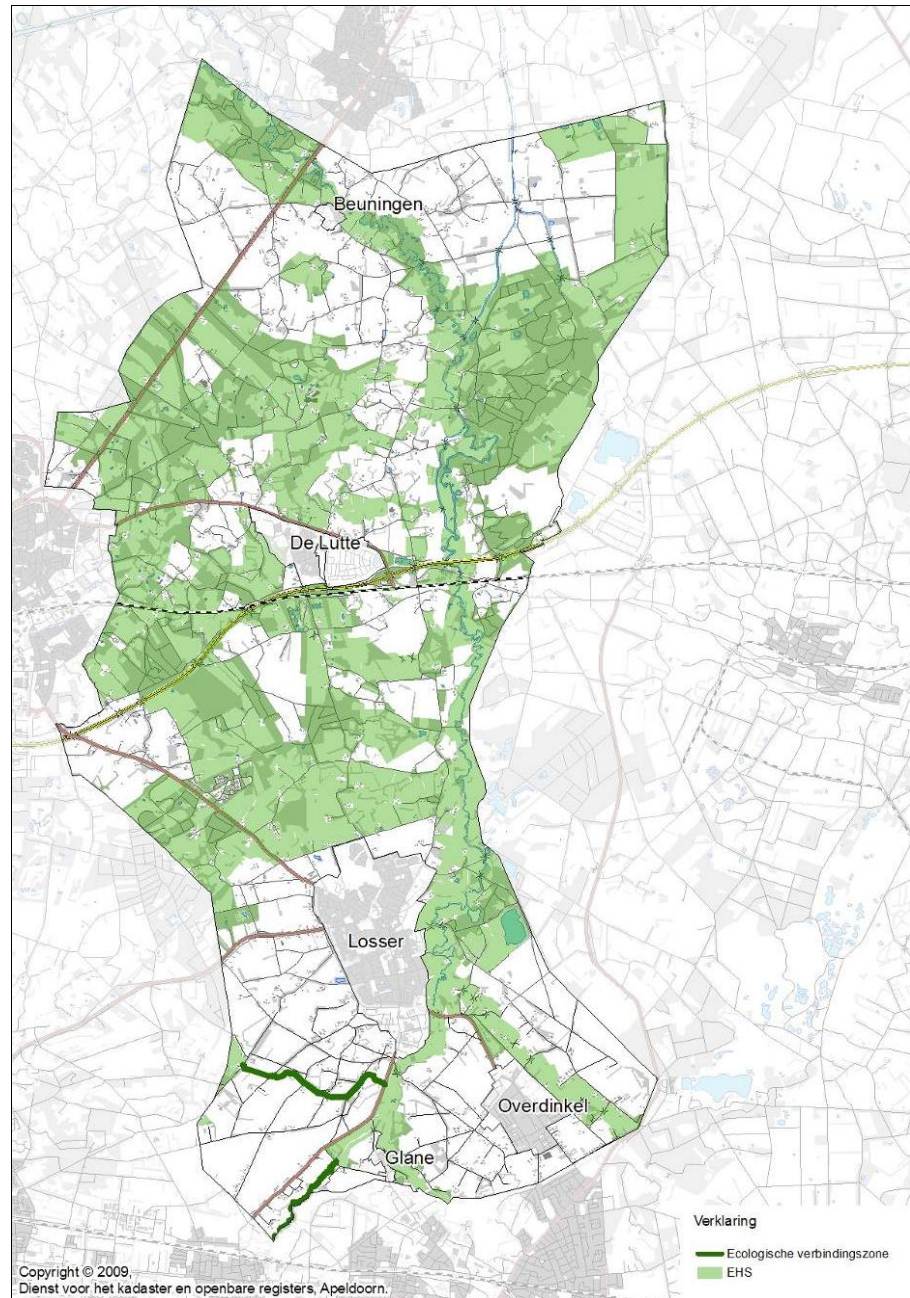 Beuningen
De Lutte
Losser
Overdinkel
Glane
Verklaring
Ecologische verbindingszone
EHS
Copyright © 2009,
Dienst voor het kadaster en openbare registers, Apeldoorn.